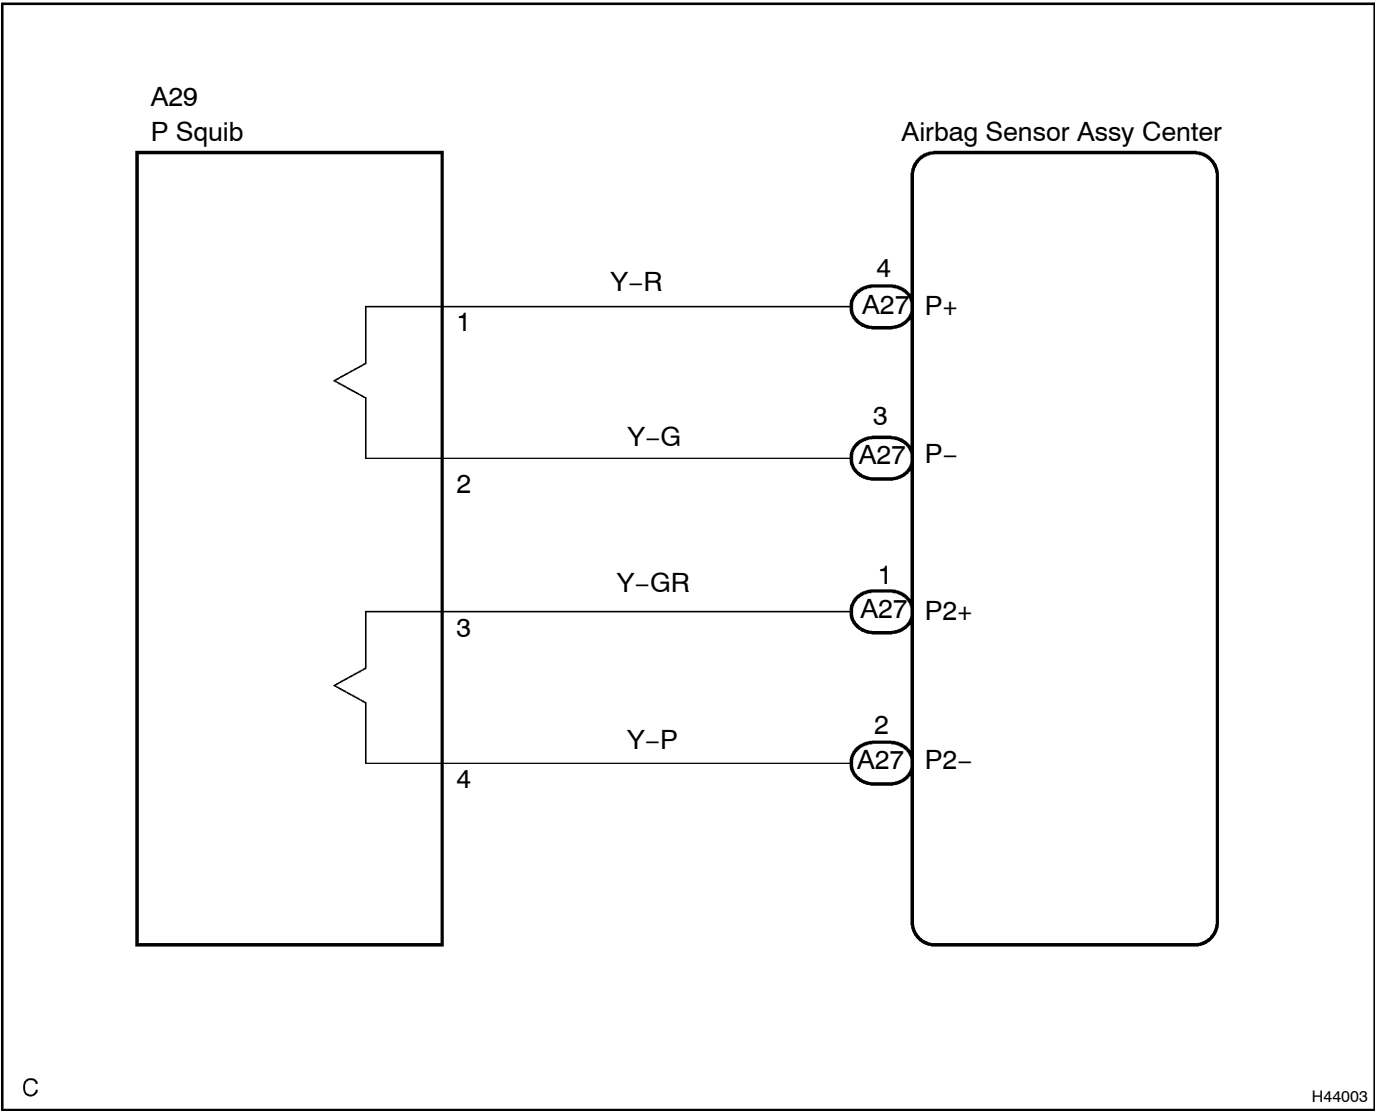 A29
P Squib
Airbag Sensor Assy Center
Y−R
4
1
A27
P+
Y−G
3
2
A27
P−
Y−GR
1
3
A27
P2+
Y−P
2
4
A27
P2−
C
H44003